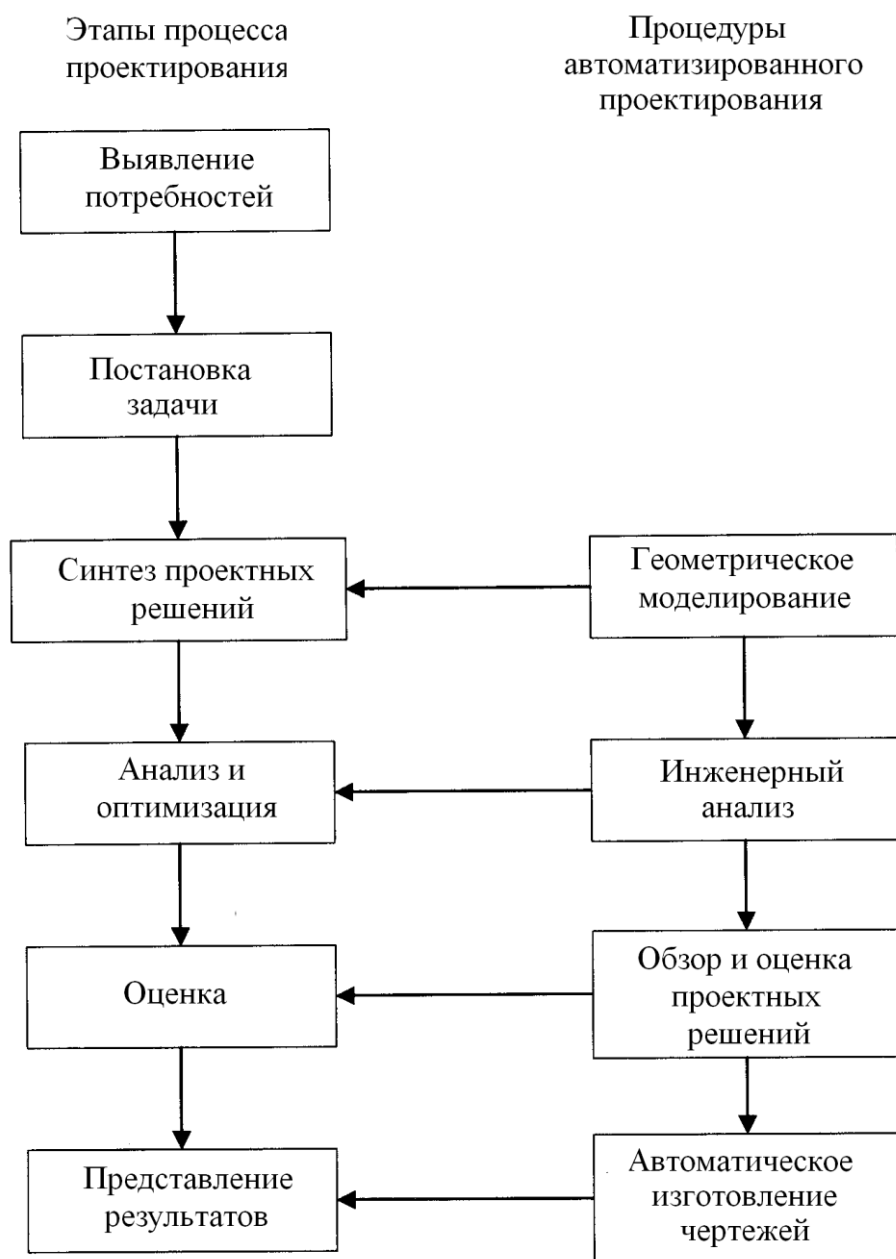 Этапы процесса
проектирования
Процедуры
автоматизированного
проектирования
Выявление
потребностей
Постановка
задачи
Синтез проектных
решений
Геометрическое
моделирование
Анализ и
оптимизация
Инженерный
анализ
Оценка
Обзор и оценка
проектных
решений
Представление
результатов
Автоматическое
изготовление
чертежей